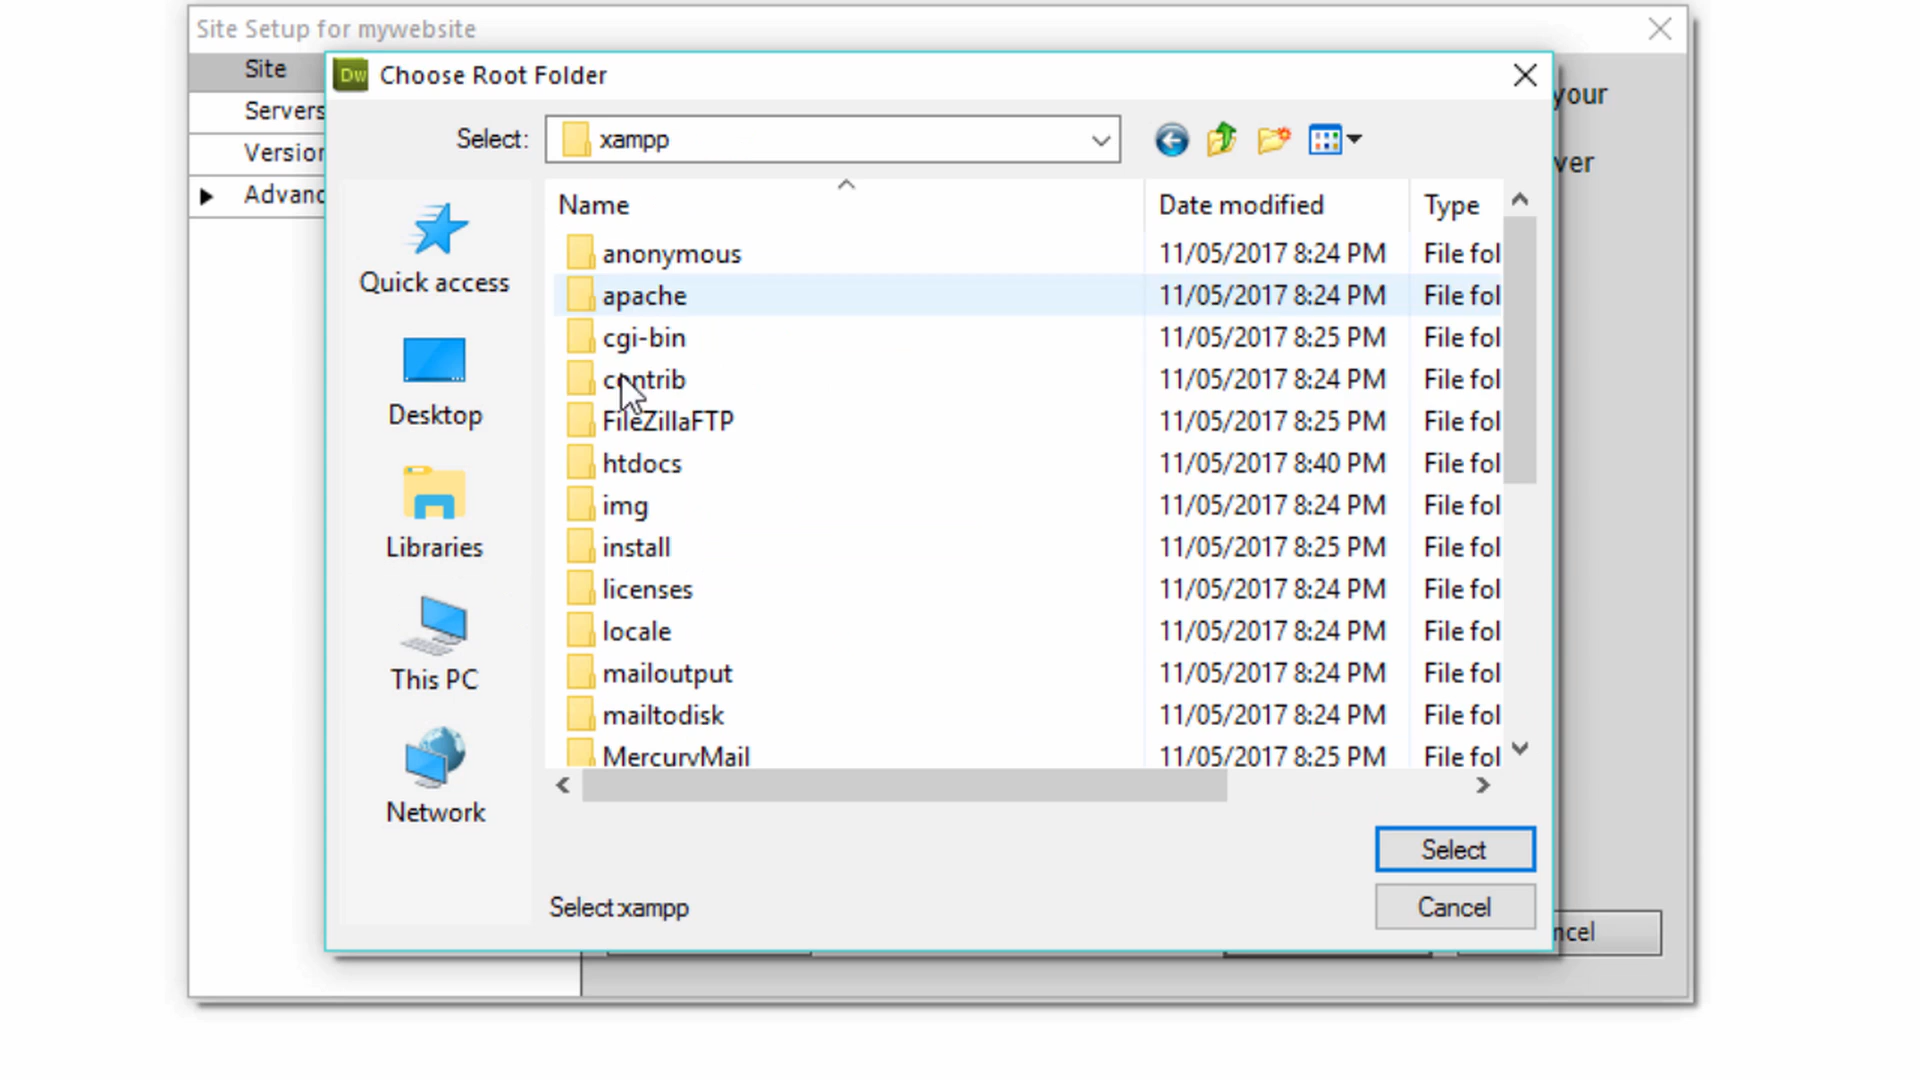 Site Setup for mywebsite
Site
Servers
Advanc
your
ver
Dw Choose Root Folder
Select: xampp
Quick access
Desktop
Libraries
This PC
Network
Name Date modified Type
anonymous 11/05/2017 8:24 PM File fol
apache 11/05/2017 8:24 PM File fol
cgi-bin 11/05/2017 8:25 PM File fol
contrib 11/05/2017 8:24 PM File fol
FileZillaFTP 11/05/2017 8:25 PM File fol
htdocs 11/05/2017 8:40 PM File fol
img 11/05/2017 8:24 PM File fol
install 11/05/2017 8:25 PM File fol
licenses 11/05/2017 8:24 PM File fol
locale 11/05/2017 8:24 PM File fol
mailoutput 11/05/2017 8:24 PM File fol
mailtodisk 11/05/2017 8:24 PM File fol
MercuryMail 11/05/2017 8:25 PM File fol
Select
Select:xampp
Cancel
ncel